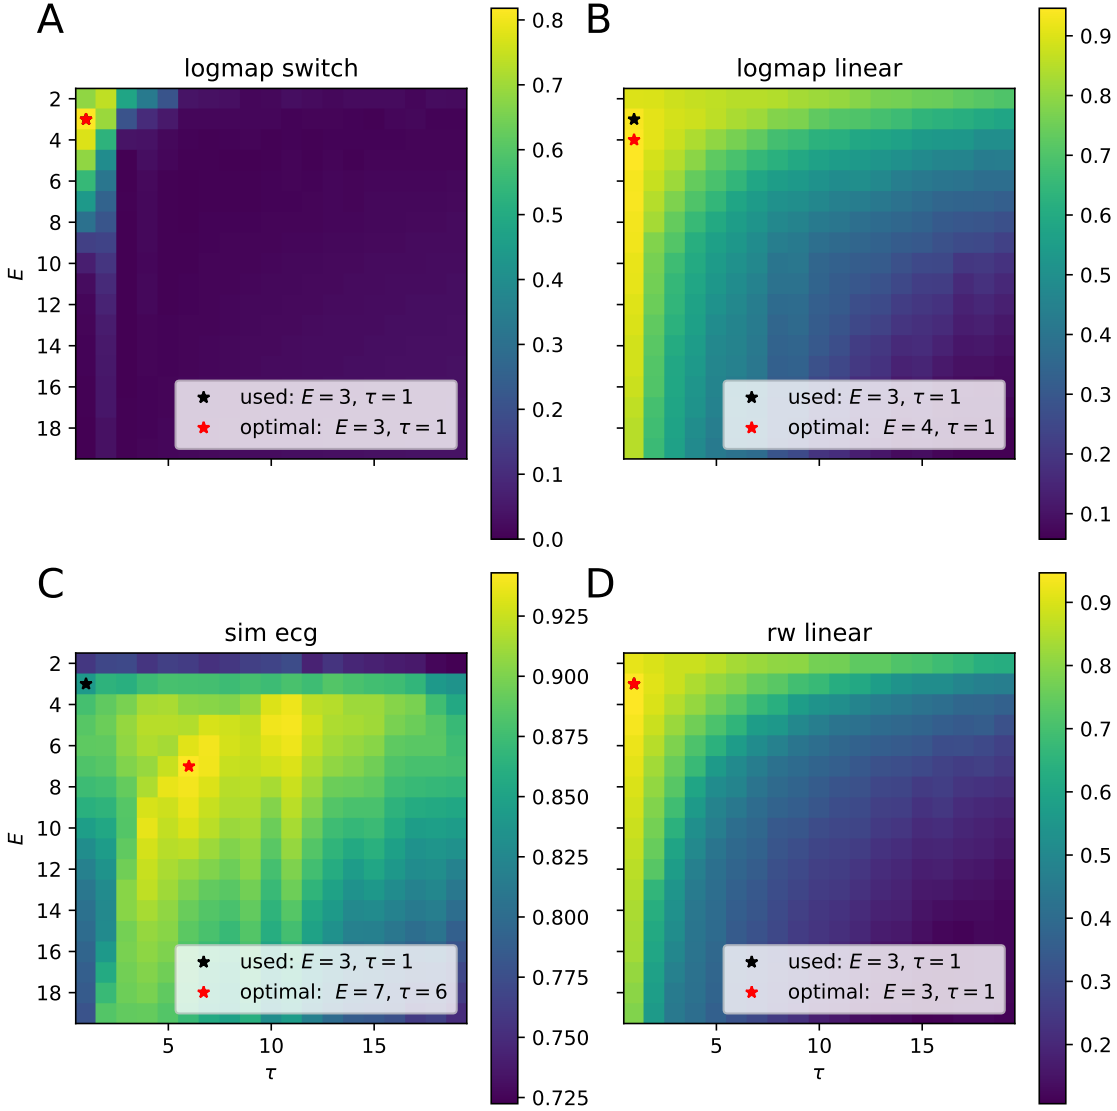 A
logmap switch
2
4
6
8
10
12
14
16
18
E
used: E = 3, τ = 1
optimal: E = 3, τ = 1
0.8
0.7
0.6
0.5
0.4
0.3
0.2
0.1
0.0
B
logmap linear
used: E = 3, τ = 1
optimal: E = 4, τ = 1
0.9
0.8
0.7
0.6
0.5
0.4
0.3
0.2
0.1
C
sim ecg
2
4
6
8
10
12
14
16
18
E
used: E = 3, τ = 1
optimal: E = 7, τ = 6
5 10 15
τ
0.925
0.900
0.875
0.850
0.825
0.800
0.775
0.750
0.725
D
rw linear
used: E = 3, τ = 1
optimal: E = 3, τ = 1
5 10 15
τ
0.9
0.8
0.7
0.6
0.5
0.4
0.3
0.2